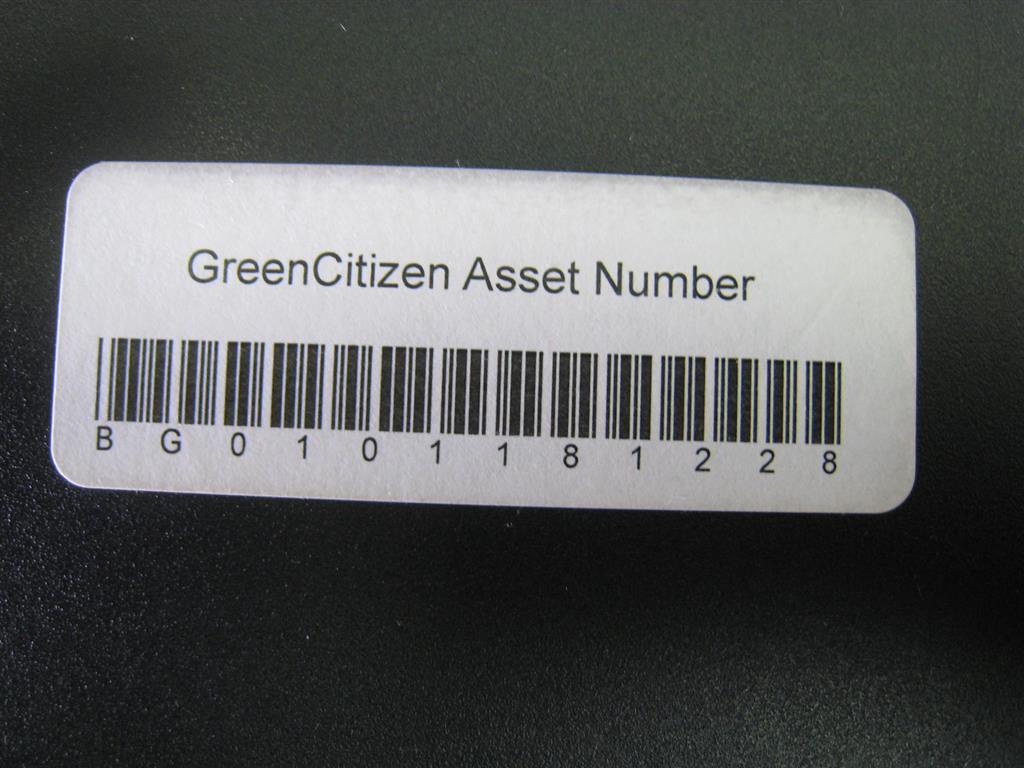 GreenCitizen Asset Number
B G 0 1 0 1 1 8 1 2 2 8